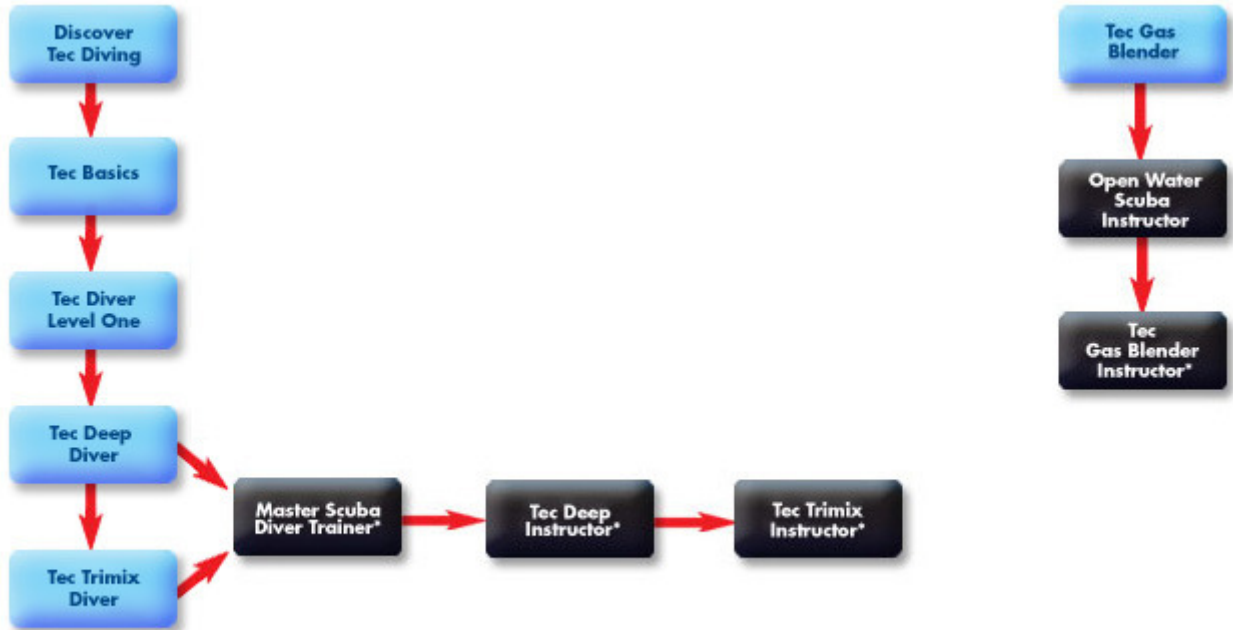 Discover
Tec Diving
Tec Basics
Tec Diver
Level One
Tec Deep
Diver
Tec Trimix
Diver
Master Scuba
Diver Trainer*
Tec Deep
Instructor*
Tec Trimix
Instructor*
Tec Gas
Blender
Open Water
Scuba
Instructor
Tec
Gas Blender
Instructor*